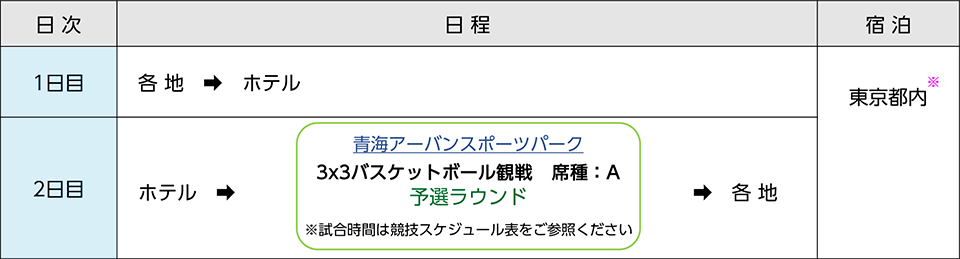 日 次 日 程 宿 泊
1日目 各 地 ➡ ホテル
東京都内※
青海アーバンスポーツパーク
3x3バスケットボール観戦 席種：A
2日目 ホテル ➡ 予選ラウンド ➡ 各 地
※試合時間は競技スケジュール表をご参照ください